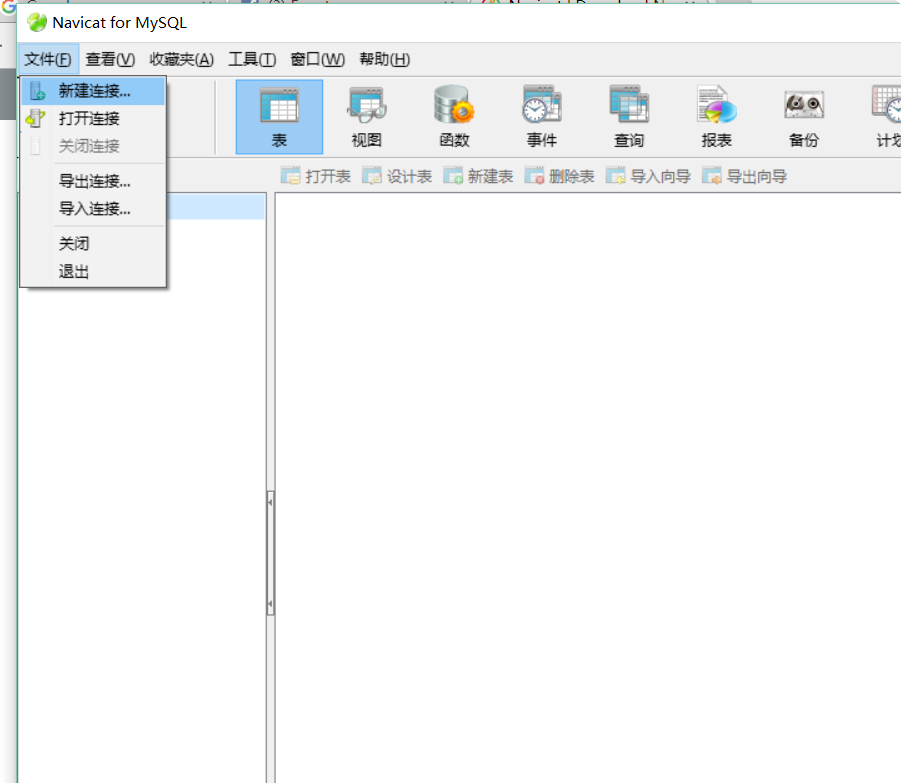 Navicat for MySQL
文件(F) 查看(V) 收藏夹(A) 工具(T) 窗口(W) 帮助(H)
新建连接...
打开连接
关闭连接
导出连接...
导入连接...
关闭
退出
表 视图 函数 事件 查询 报表 备份
打开表 设计表 新建表 删除表 导入向导 导出向导